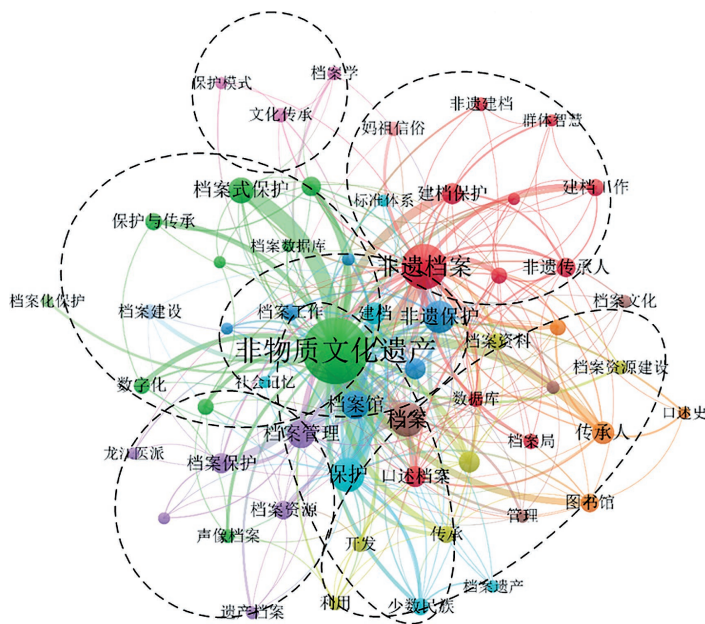 档案学
保护模式
非遗建档
文化传承
群体智慧
妈祖信俗
档案式保护
建档保护
建档工作
标准体系
保护与传承
档案数据库
非遗档案
非遗传承人
档案化保护
档案文化
档案建设
档案工作
建档
非遗保护
档案资料
非物质文化遗产
档案资源建设
数字化
社会记忆
数据库
档案馆
口述史
档案
档案管理
传承人
档案局
龙江医派
档案保护
保护
口述档案
图书馆
档案资源
管理
声像档案
传承
开发
档案遗产
利用
少数民族
遗产档案